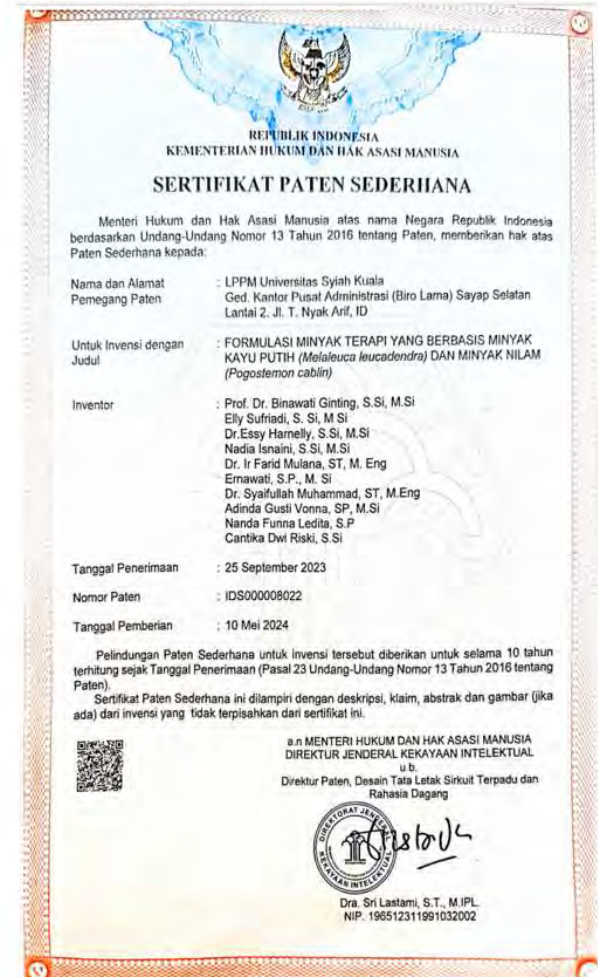 REPUBLIK INDONESIA
KEMENTERIAN HUKUM DAN HAK ASASI MANUSIA
SERTIFIKAT PATEN SEDERHANA
Menteri Hukum dan Hak Asasi Manusia atas nama Negara Republik Indonesia
berdasarkan Undang-Undang Nomor 13 Tahun 2016 tentang Paten, memberikan hak atas
Paten Sederhana kepada:
Nama dan Alamat : LPPM Universitas Syiah Kuala
Pemegang Paten Ged. Kantor Pusat Administrasi (Biro Lama) Sayap Selatan
Lantai 2. Jl. T. Nyak Arif, ID
Untuk Invensi dengan : FORMULASI MINYAK TERAPI YANG BERBASIS MINYAK
Judul KAYU PUTIH (Melaleuca leucadendra) DAN MINYAK NILAM
(Pogostemon cablin)
Inventor : Prof. Dr. Binawati Ginting, S.Si, M.Si
Elly Sufriadi, S. Si, M Si
Dr.Essy Harnelly, S.Si, M.Si
Nadia Isnaini, S.Si, M.Si
Dr. Ir Farid Mulana, ST, M. Eng
Ernawati, S.P., M. Si
Dr. Syaifullah Muhammad, ST, M.Eng
Adinda Gusti Vonna, SP, M.Si
Nanda Funna Ledita, S.P
Cantika Dwi Riski, S.Si
Tanggal Penerimaan : 25 September 2023
Nomor Paten : IDS000008022
Tanggal Pemberian : 10 Mei 2024
Pelindungan Paten Sederhana untuk invensi tersebut diberikan untuk selama 10 tahun
terhitung sejak Tanggal Penerimaan (Pasal 23 Undang-Undang Nomor 13 Tahun 2016 tentang
Paten).
Sertifikat Paten Sederhana ini dilampiri dengan deskripsi, klaim, abstrak dan gambar (jika
ada) dari invensi yang tidak terpisahkan dari sertifikat ini.
a.n MENTERI HUKUM DAN HAK ASASI MANUSIA
DIREKTUR JENDERAL KEKAYAAN INTELEKTUAL
u.b.
Direktur Paten, Desain Tata Letak Sirkuit Terpadu dan
Rahasia Dagang
DIREKTORAT JENDERAL
KEKAYAAN INTELEKTUAL
Dra. Sri Lastami, S.T., M.IPL.
NIP. 196512311991032002